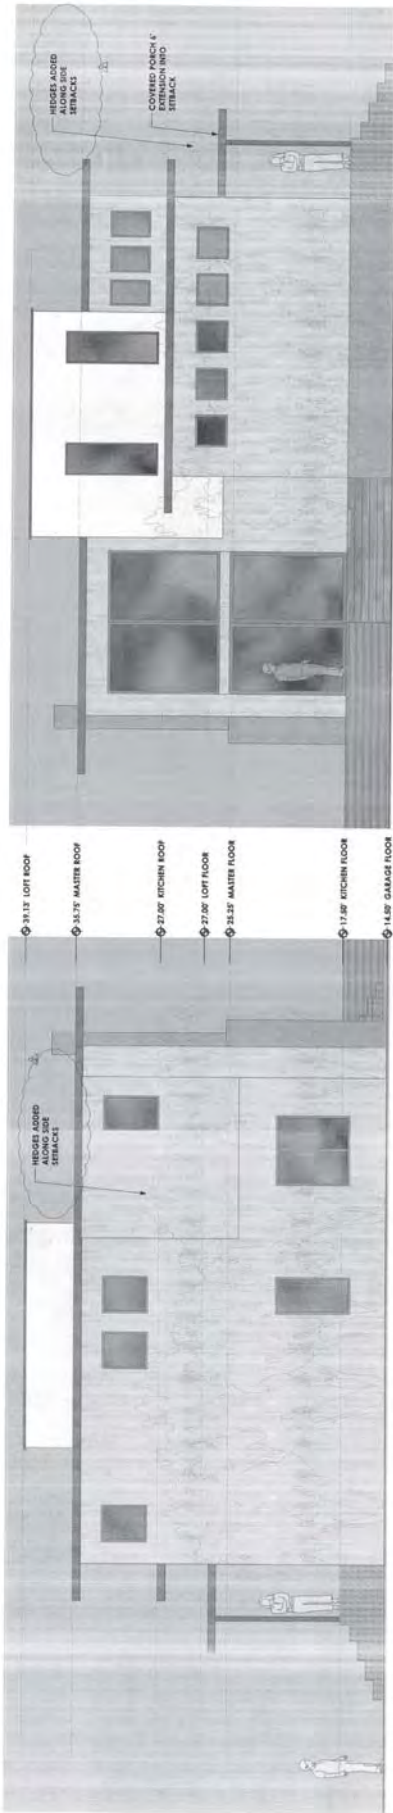 HEDGES ADDED
ALONG SIDE
SETBACKS
39.13' LOFT ROOF
35.75' MASTER ROOF
27.00' KITCHEN ROOF
27.00' LOFT FLOOR
25.25' MASTER FLOOR
17.50' KITCHEN FLOOR
14.50' GARAGE FLOOR
HEDGES ADDED
ALONG SIDE
SETBACKS
COVERED PORCH 6'
EXTENSION INTO
SETBACK